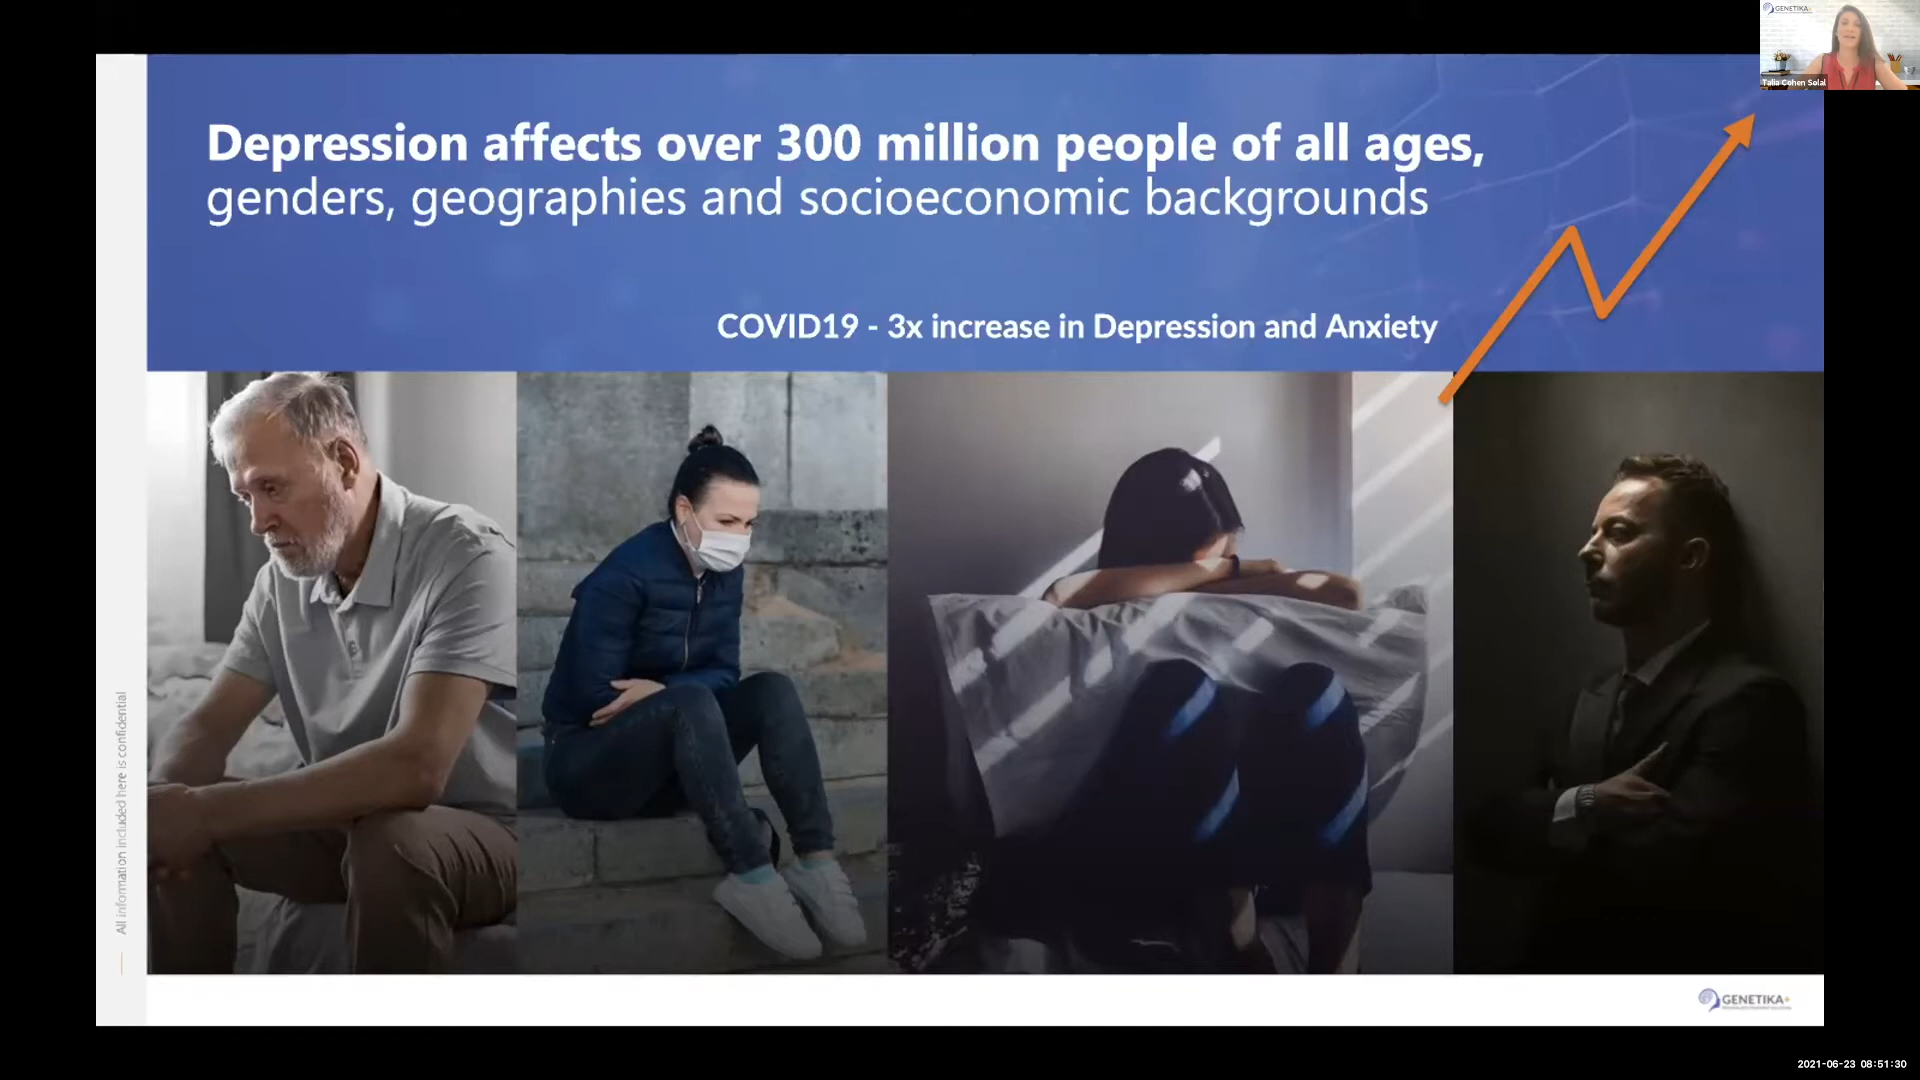 GENETIKA+
Talia Cohen Solal
Depression affects over 300 million people of all ages,
genders, geographies and socioeconomic backgrounds
COVID19 - 3x increase in Depression and Anxiety
All information included here is confidential
GENETIKA+
2021-06-23 08:51:30